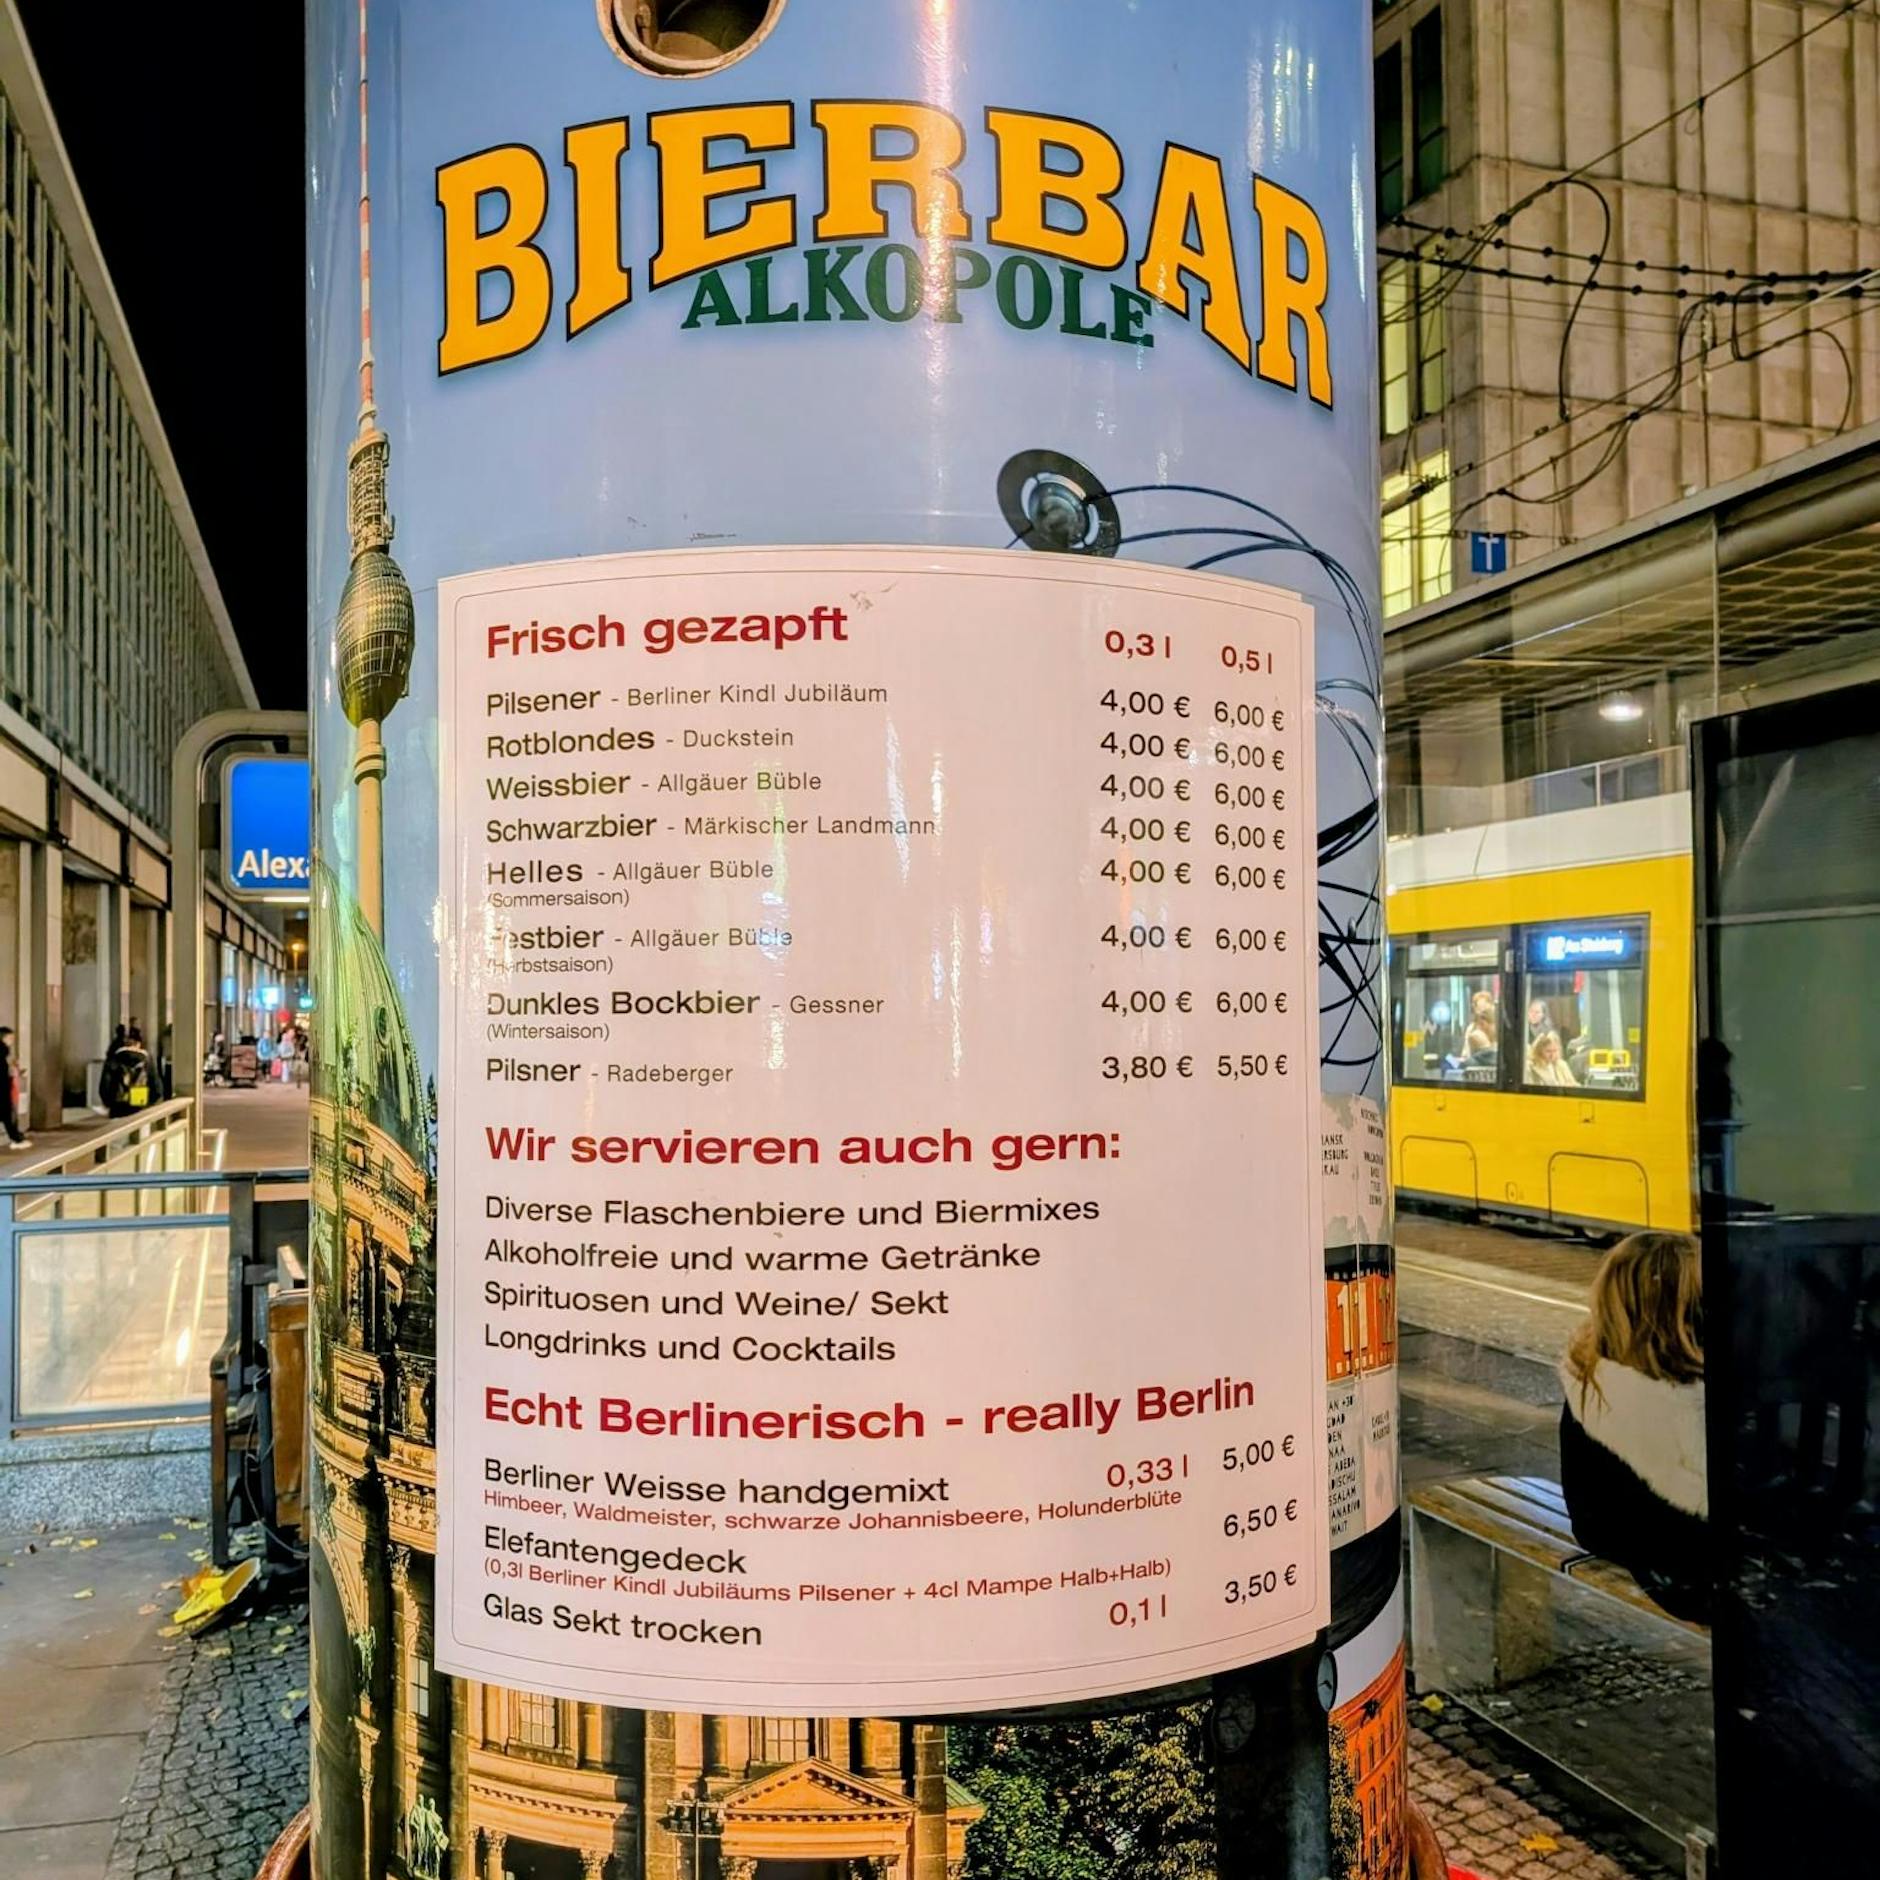 BIERBAR
ALKOPOLE
T
Frisch gezapft 0,3 l 0,5 l
Pilsener - Berliner Kindl Jubiläum 4,00 € 6,00 €
Rotblondes - Duckstein 4,00 € 6,00 €
Weissbier - Allgäuer Büble 4,00 € 6,00 €
Schwarzbier - Märkischer Landmann 4,00 € 6,00 €
Helles - Allgäuer Büble 4,00 € 6,00 €
(Sommersaison)
Festbier - Allgäuer Büble 4,00 € 6,00 €
(Herbstsaison)
Dunkles Bockbier - Gessner 4,00 € 6,00 €
(Wintersaison)
Pilsner - Radeberger 3,80 € 5,50 €
Wir servieren auch gern:
Diverse Flaschenbiere und Biermixes
Alkoholfreie und warme Getränke
Spirituosen und Weine/ Sekt
Longdrinks und Cocktails
Echt Berlinerisch - really Berlin
Berliner Weisse handgemixt 0,33 l 5,00 €
Himbeer, Waldmeister, schwarze Johannisbeere, Holunderblüte
Elefantengedeck 6,50 €
(0,3l Berliner Kindl Jubiläums Pilsener + 4cl Mampe Halb+Halb)
Glas Sekt trocken 0,1 l 3,50 €
Alexa